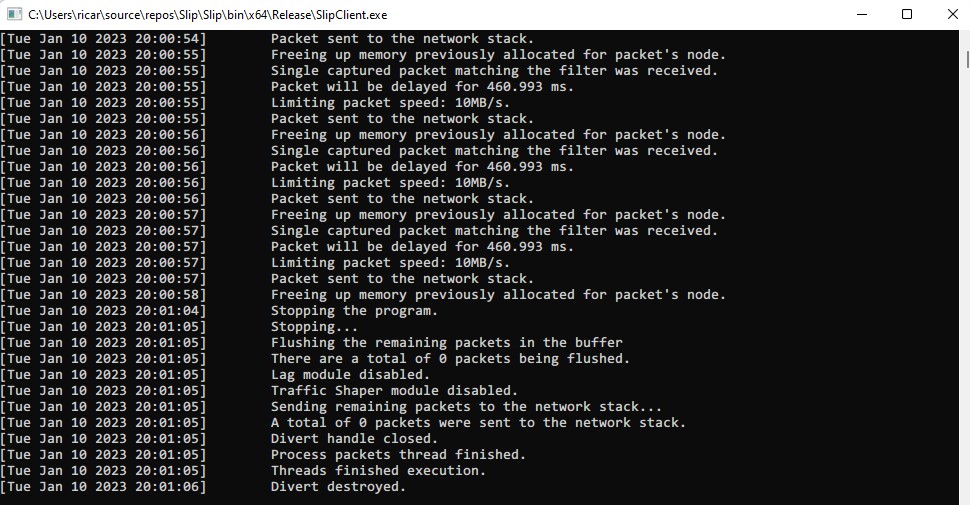 C:\Users\ricar\source\repos\Slip\Slip\bin\x64\Release\SlipClient.exe
[Tue Jan 10 2023 20:00:54] Packet sent to the network stack.
[Tue Jan 10 2023 20:00:55] Freeing up memory previously allocated for packet's node.
[Tue Jan 10 2023 20:00:55] Single captured packet matching the filter was received.
[Tue Jan 10 2023 20:00:55] Packet will be delayed for 460.993 ms.
[Tue Jan 10 2023 20:00:55] Limiting packet speed: 10MB/s.
[Tue Jan 10 2023 20:00:55] Packet sent to the network stack.
[Tue Jan 10 2023 20:00:56] Freeing up memory previously allocated for packet's node.
[Tue Jan 10 2023 20:00:56] Single captured packet matching the filter was received.
[Tue Jan 10 2023 20:00:56] Packet will be delayed for 460.993 ms.
[Tue Jan 10 2023 20:00:56] Limiting packet speed: 10MB/s.
[Tue Jan 10 2023 20:00:56] Packet sent to the network stack.
[Tue Jan 10 2023 20:00:57] Freeing up memory previously allocated for packet's node.
[Tue Jan 10 2023 20:00:57] Single captured packet matching the filter was received.
[Tue Jan 10 2023 20:00:57] Packet will be delayed for 460.993 ms.
[Tue Jan 10 2023 20:00:57] Limiting packet speed: 10MB/s.
[Tue Jan 10 2023 20:00:57] Packet sent to the network stack.
[Tue Jan 10 2023 20:00:58] Freeing up memory previously allocated for packet's node.
[Tue Jan 10 2023 20:01:04] Stopping the program.
[Tue Jan 10 2023 20:01:05] Stopping...
[Tue Jan 10 2023 20:01:05] Flushing the remaining packets in the buffer
[Tue Jan 10 2023 20:01:05] There are a total of 0 packets being flushed.
[Tue Jan 10 2023 20:01:05] Lag module disabled.
[Tue Jan 10 2023 20:01:05] Traffic Shaper module disabled.
[Tue Jan 10 2023 20:01:05] Sending remaining packets to the network stack...
[Tue Jan 10 2023 20:01:05] A total of 0 packets were sent to the network stack.
[Tue Jan 10 2023 20:01:05] Divert handle closed.
[Tue Jan 10 2023 20:01:05] Process packets thread finished.
[Tue Jan 10 2023 20:01:05] Threads finished execution.
[Tue Jan 10 2023 20:01:06] Divert destroyed.